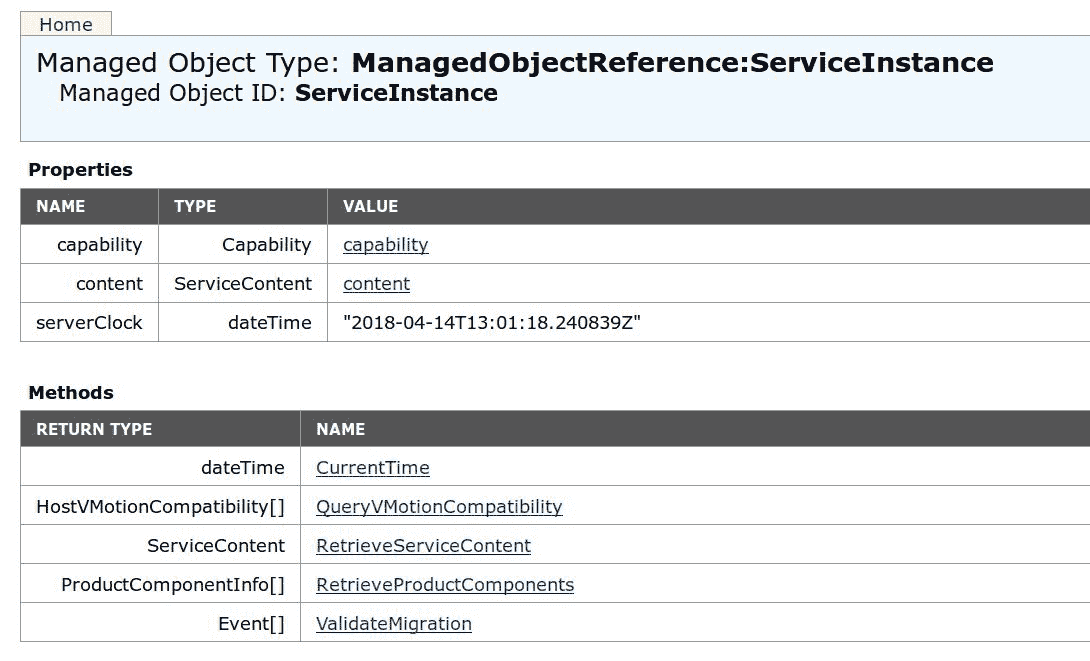 Home
Managed Object Type: ManagedObjectReference:ServiceInstance
Managed Object ID: ServiceInstance
Properties
NAME TYPE VALUE
capability Capability capability
content ServiceContent content
serverClock dateTime "2018-04-14T13:01:18.240839Z"
Methods
RETURN TYPE NAME
dateTime CurrentTime
HostVMotionCompatibility[] QueryVMotionCompatibility
ServiceContent RetrieveServiceContent
ProductComponentInfo[] RetrieveProductComponents
Event[] ValidateMigration